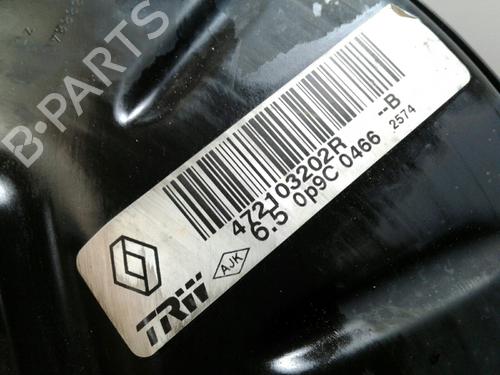 B-PARTS
472103202R --B
6.5 0p9C 0466 2574
AJK
TRW